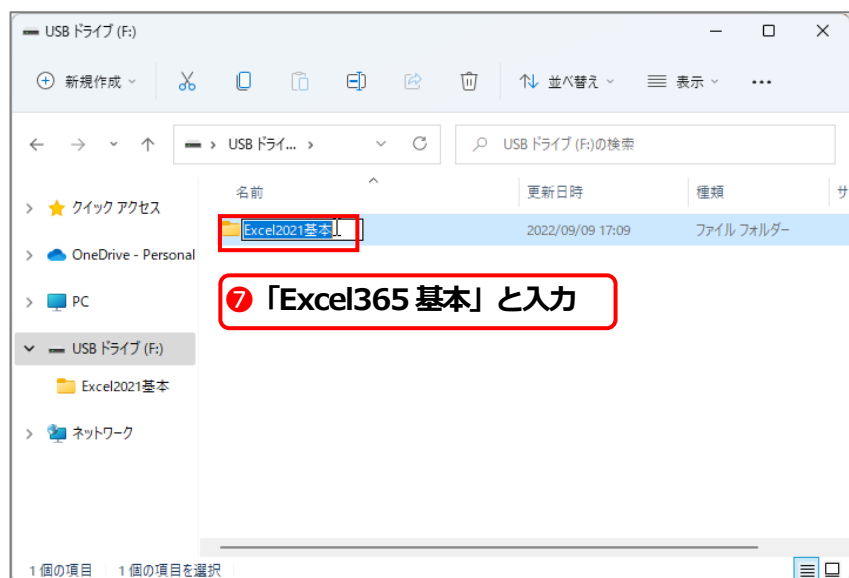 USB ドライブ (F:)
新規作成
並べ替え
表示
USB ドライ...
USB ドライブ (F:)の検索
名前
更新日時
種類
サ
クイック アクセス
Excel2021基本
2022/09/09 17:09
ファイル フォルダー
OneDrive - Personal
❼「Excel365 基本」と入力
PC
USB ドライブ (F:)
Excel2021基本
ネットワーク
1 個の項目
1 個の項目を選択